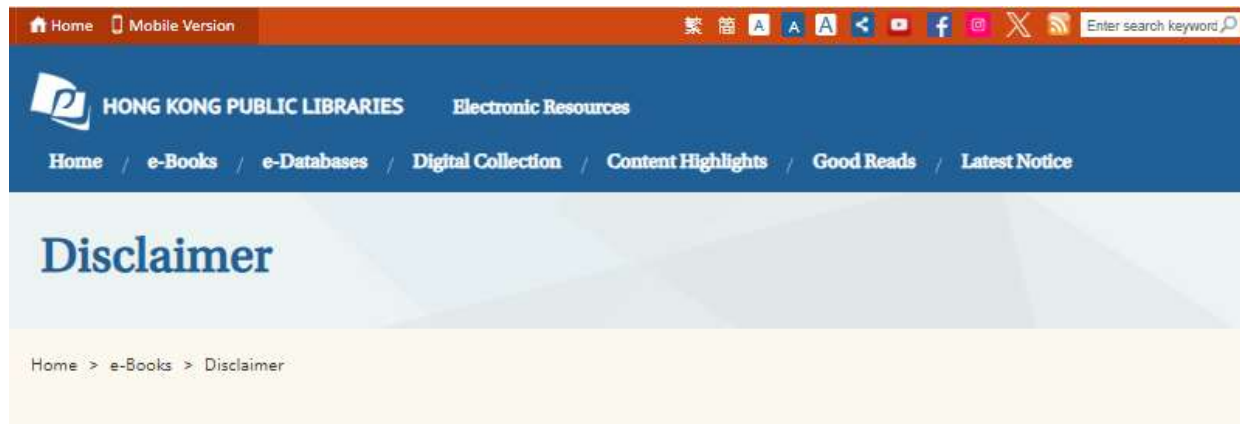 Home Mobile Version 繁 簡 A A A Enter search keyword
HONG KONG PUBLIC LIBRARIES Electronic Resources
Home / e-Books / e-Databases / Digital Collection / Content Highlights / Good Reads / Latest Notice
Disclaimer
Home > e-Books > Disclaimer